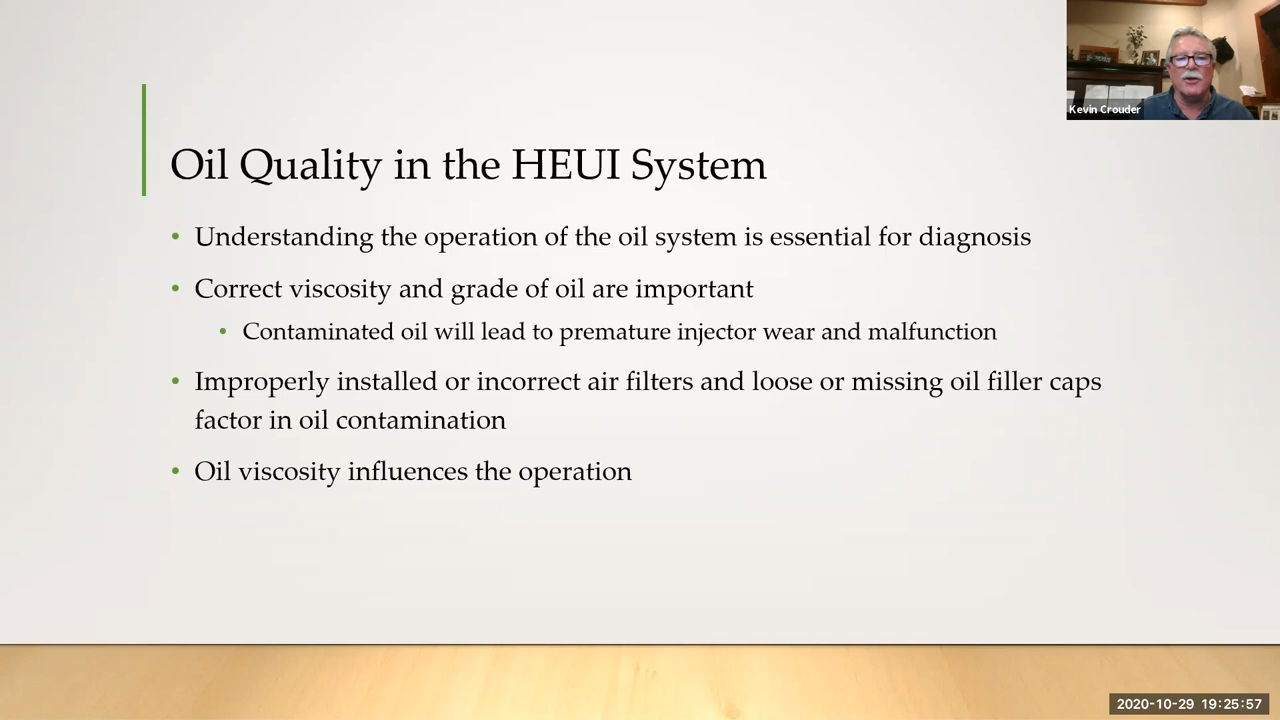 Kevin Crouder
Oil Quality in the HEUI System
• Understanding the operation of the oil system is essential for diagnosis
• Correct viscosity and grade of oil are important
• Contaminated oil will lead to premature injector wear and malfunction
• Improperly installed or incorrect air filters and loose or missing oil filler caps
factor in oil contamination
• Oil viscosity influences the operation
2020-10-29 19:25:57